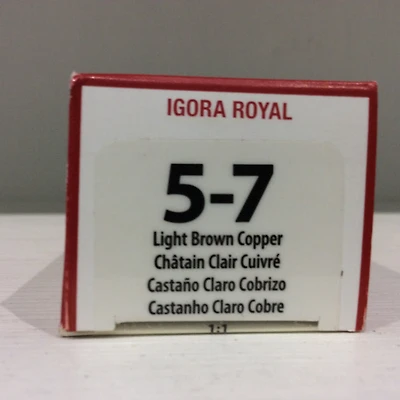 IGORA ROYAL
5-7
Light Brown Copper
Châtain Clair Cuivré
Castaño Claro Cobrizo
Castanho Claro Cobre
1:1